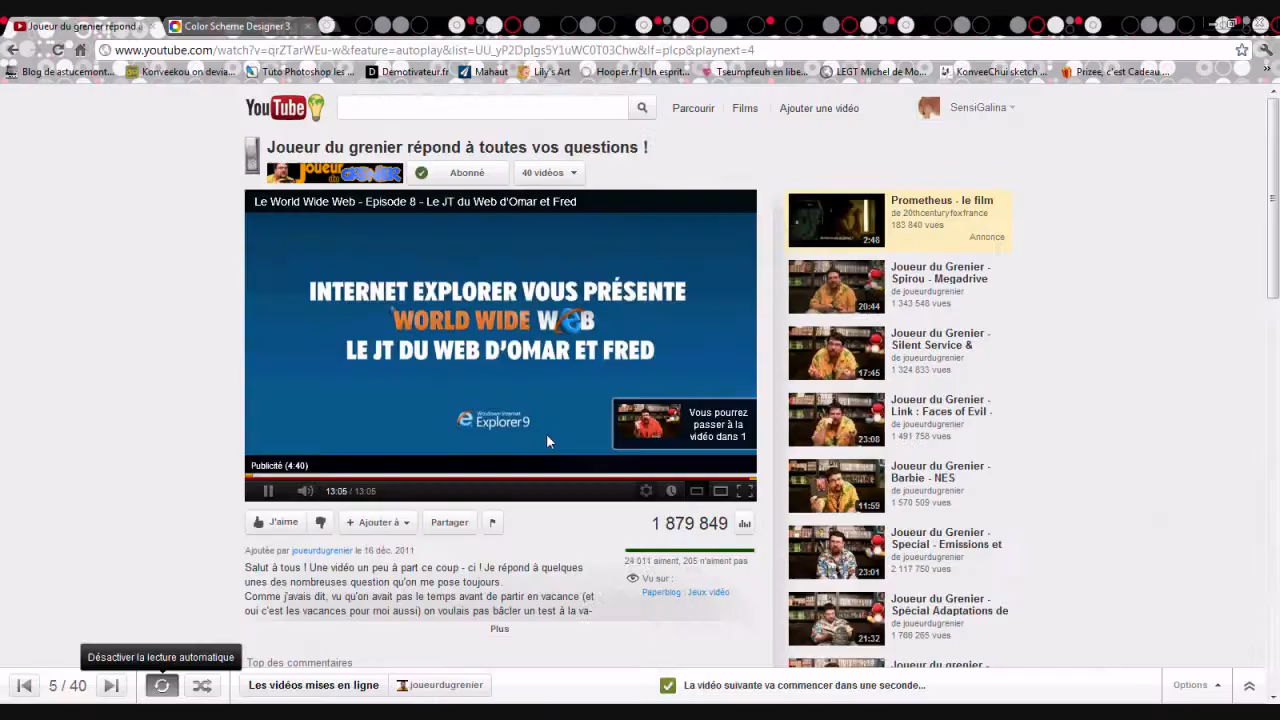 Joueur du grenier répond à
Color Scheme Designer 3
www.youtube.com/watch?v=qrZTarWEu-w&feature=autoplay&list=UU_yP2DpIgs5Y1uWC0T03Chw&lf=plcp&playnext=4
Blog de astucemont...
Konveekou on devia...
Tuto Photoshop les ...
Demotivateur.fr
Mahaut
Lily's Art
Hooper.fr | Un esprit...
Tseumpfeuh en libe...
LEGT Michel de Mo...
KonveeChui sketch ...
Prizee, c'est Cadeau ...
YouTube
Parcourir
Films
Ajouter une vidéo
SensiGalina
Joueur du grenier répond à toutes vos questions !
Joueur du GRENIER
Abonné
40 vidéos
Le World Wide Web - Episode 8 - Le JT du Web d'Omar et Fred
INTERNET EXPLORER VOUS PRÉSENTE
WORLD WIDE WEB
LE JT DU WEB D'OMAR ET FRED
Windows Internet
Explorer 9
Vous pourrez
passer à la
vidéo dans 1
Publicité (4:40)
13:05 / 13:05
J'aime
Ajouter à
Partager
1 879 849
Ajoutée par joueurdugrenier le 16 déc. 2011
24 011 aiment, 205 n'aiment pas
Salut à tous ! Une vidéo un peu à part ce coup - ci ! Je répond à quelques
unes des nombreuses question qu'on me pose toujours.
Comme j'avais dit, vu qu'on avait pas le temps avant de partir en vacance (et
oui c'est les vacances pour moi aussi) on voulais pas bâcler un test à la va-
Vu sur :
Paperblog : Jeux vidéo
Plus
Top des commentaires
Prometheus - le film
de 20thcenturyfoxfrance
183 840 vues
Annonce
2:48
Joueur du Grenier -
Spirou - Megadrive
de joueurdugrenier
1 343 548 vues
20:44
Joueur du Grenier -
Silent Service &
de joueurdugrenier
1 324 833 vues
17:45
Joueur du Grenier -
Link : Faces of Evil -
de joueurdugrenier
1 491 758 vues
23:08
Joueur du Grenier -
Barbie - NES
de joueurdugrenier
1 570 509 vues
11:59
Joueur du Grenier -
Special - Emissions et
de joueurdugrenier
2 117 750 vues
23:01
Joueur du Grenier -
Spécial Adaptations de
de joueurdugrenier
1 768 265 vues
21:32
Joueur du grenier -
Désactiver la lecture automatique
5 / 40
Les vidéos mises en ligne
joueurdugrenier
La vidéo suivante va commencer dans une seconde...
Options